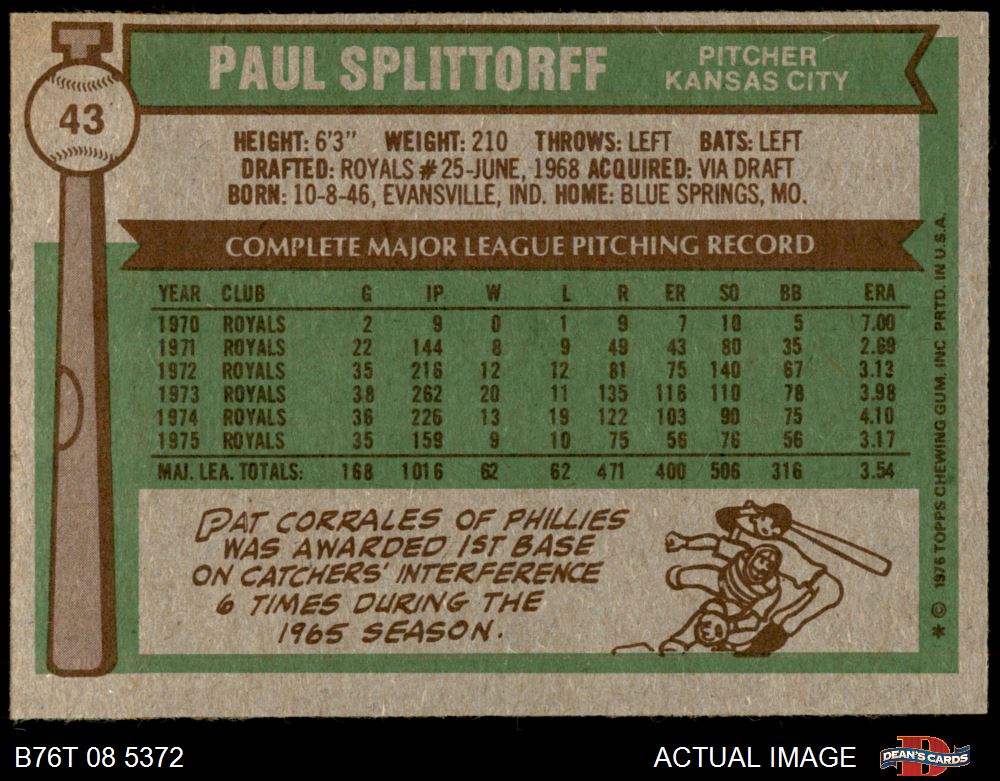 PAUL SPLITTORFF
PITCHER
KANSAS CITY
43
HEIGHT: 6'3" WEIGHT: 210 THROWS: LEFT BATS: LEFT
DRAFTED: ROYALS #25-JUNE, 1968 ACQUIRED: VIA DRAFT
BORN: 10-8-46, EVANSVILLE, IND. HOME: BLUE SPRINGS, MO.
COMPLETE MAJOR LEAGUE PITCHING RECORD
YEAR CLUB G IP W L R ER SO BB ERA
1970 ROYALS 2 9 0 1 9 7 10 5 7.00
1971 ROYALS 22 144 8 9 49 43 80 35 2.69
1972 ROYALS 35 216 12 12 81 75 140 67 3.13
1973 ROYALS 38 262 20 11 135 116 110 78 3.98
1974 ROYALS 36 226 13 19 122 103 90 75 4.10
1975 ROYALS 35 159 9 10 75 56 76 56 3.17
MAJ. LEA. TOTALS: 168 1016 62 62 471 400 506 316 3.54
PAT CORRALES OF PHILLIES
WAS AWARDED 1ST BASE
ON CATCHERS' INTERFERENCE
6 TIMES DURING THE
1965 SEASON.
* © 1976 TOPPS CHEWING GUM, INC PRTD. IN U.S.A.
B76T 08 5372
ACTUAL IMAGE
DEAN'S CARDS